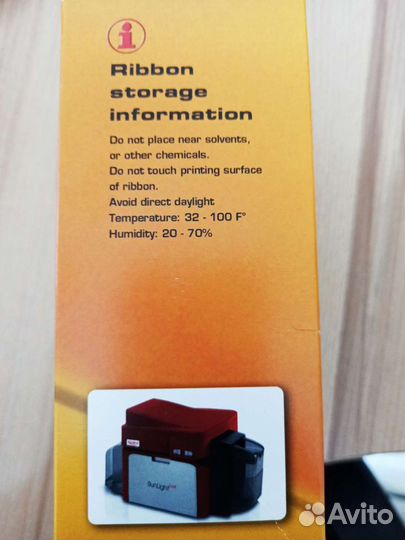 Ribbon
storage
information
Do not place near solvents,
or other chemicals.
Do not touch printing surface
of ribbon.
Avoid direct daylight
Temperature: 32 - 100 F°
Humidity: 20 - 70%
SunLight
Avito